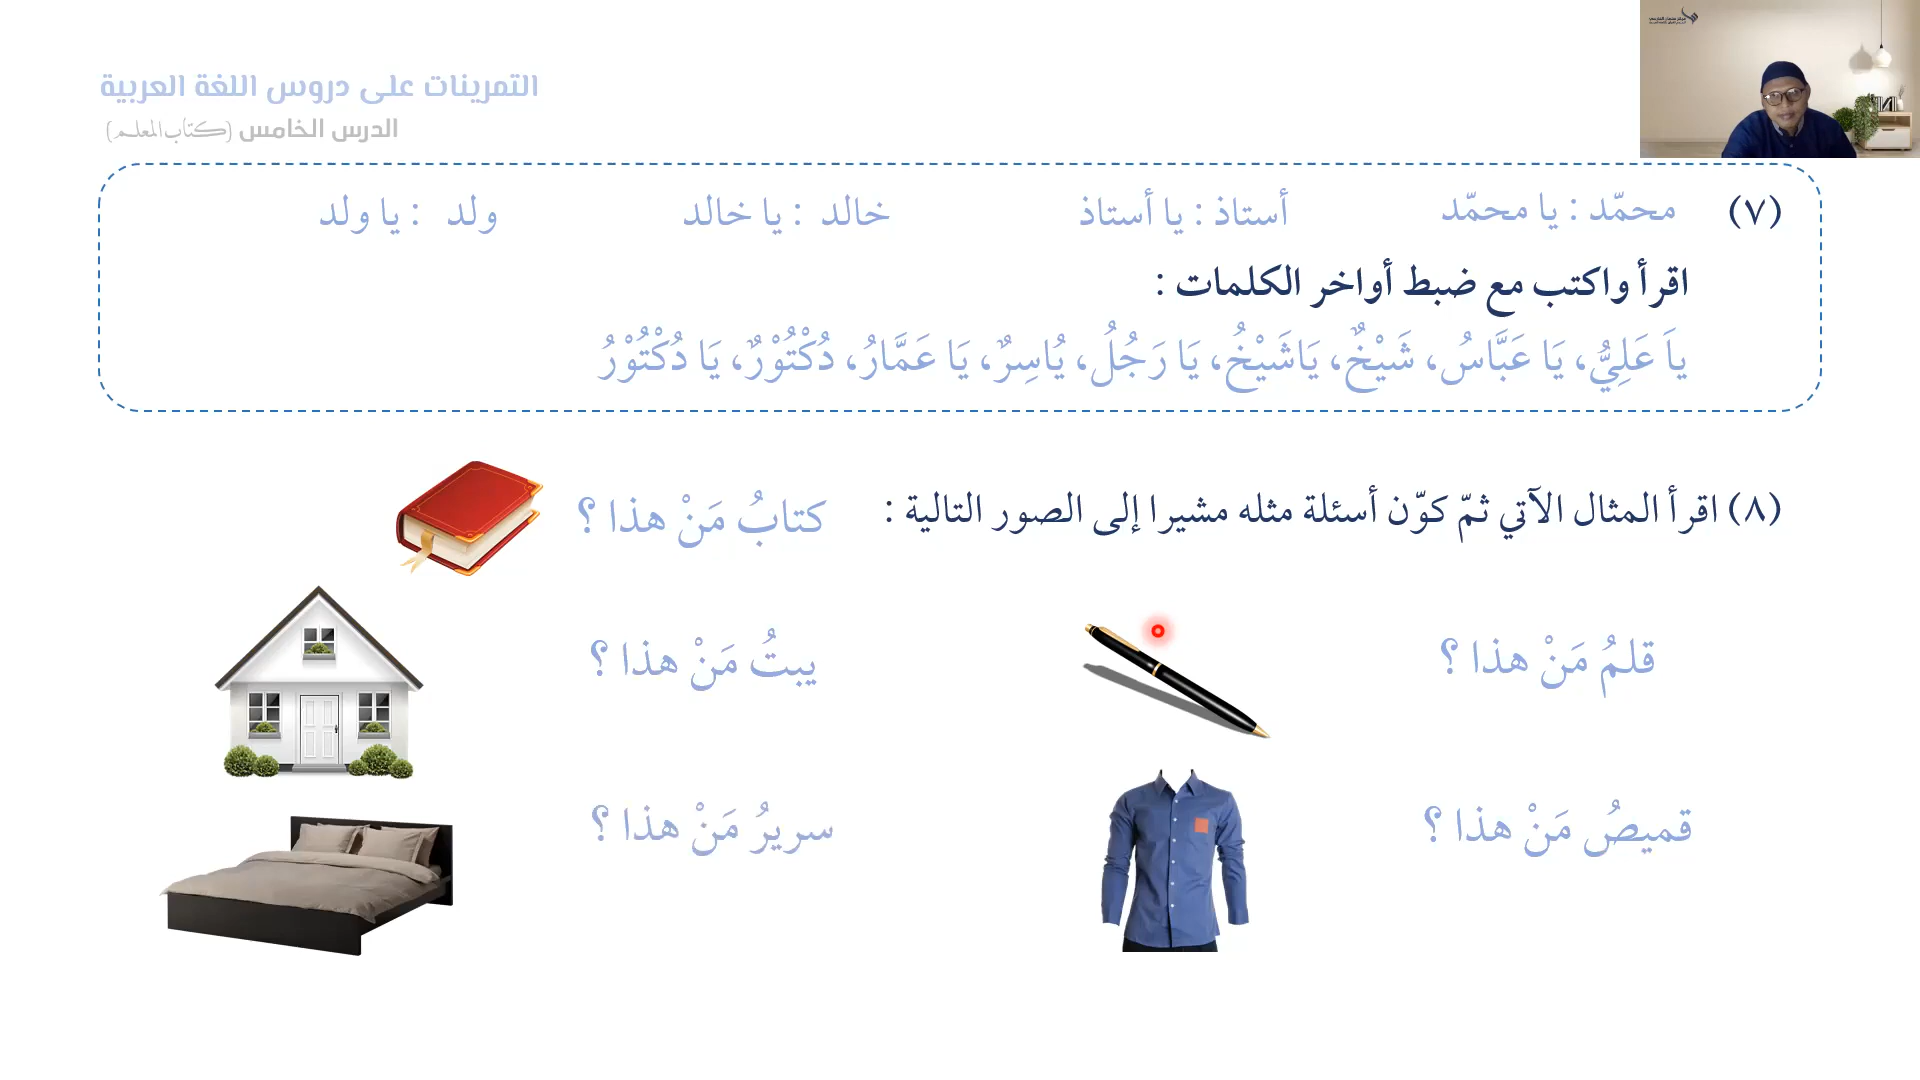 التمرينات على دروس اللغة العربية
الدرس الخامس (كتاب المعلم)
(٧) محمّد : يا محمّد أستاذ : يا أستاذ خالد : يا خالد ولد : يا ولد
اقرأ واكتب مع ضبط أواخر الكلمات :
ياَ عَلِيُّ، يَا عَبَّاسُ، شَيْخٌ، يَاشَيْخُ، يَا رَجُلُ، يُاسِرٌ، يَا عَمَّارُ، دُكْتُوْرٌ، يَا دُكْتُوْرُ
(٨) اقرأ المثال الآتي ثمّ كوّن أسئلة مثله مشيرا إلى الصور التالية : كتابُ مَنْ هذا ؟
قلمُ مَنْ هذا ؟ يبتُ مَنْ هذا ؟
قميصُ مَنْ هذا ؟ سريرُ مَنْ هذا ؟